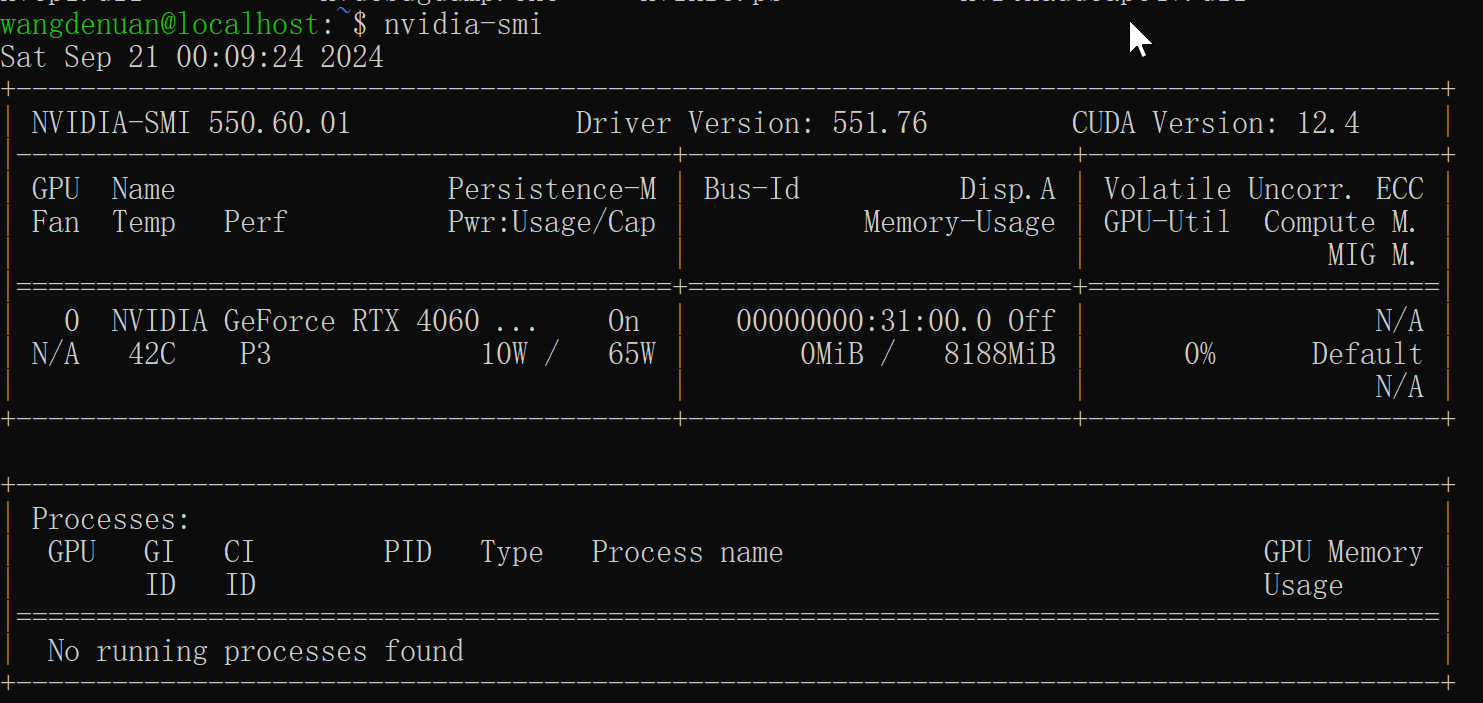 wangdenuan@localhost:~$ nvidia-smi
Sat Sep 21 00:09:24 2024
+-----------------------------------------------------------------------------------------+
| NVIDIA-SMI 550.60.01              Driver Version: 551.76         CUDA Version: 12.4     |
|-----------------------------------------+------------------------+----------------------+
| GPU  Name                 Persistence-M | Bus-Id          Disp.A | Volatile Uncorr. ECC |
| Fan  Temp   Perf          Pwr:Usage/Cap |           Memory-Usage | GPU-Util  Compute M. |
|                                         |                        |               MIG M. |
|=========================================+========================+======================|
|   0  NVIDIA GeForce RTX 4060 ...    On  |   00000000:31:00.0 Off |                  N/A |
| N/A   42C    P3             10W /   65W |       0MiB /   8188MiB |      0%      Default |
|                                         |                        |                  N/A |
+-----------------------------------------+------------------------+----------------------+
+-----------------------------------------------------------------------------------------+
| Processes:                                                                              |
|  GPU   GI   CI        PID   Type   Process name                              GPU Memory |
|        ID   ID                                                               Usage      |
|=========================================================================================|
|  No running processes found                                                             |
+-----------------------------------------------------------------------------------------+